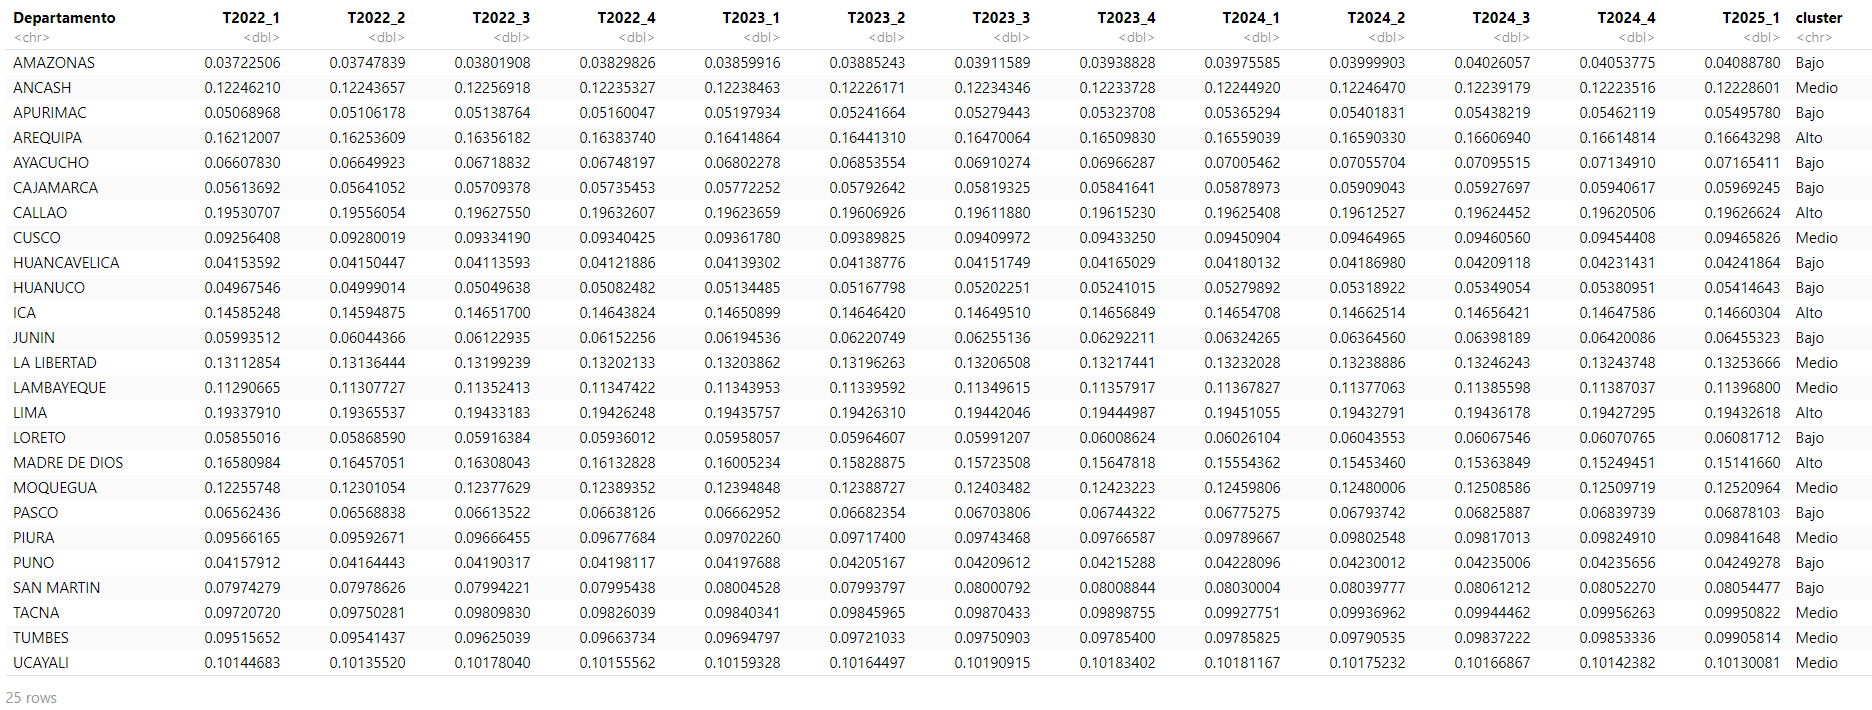 Departamento T2022_1 T2022_2 T2022_3 T2022_4 T2023_1 T2023_2 T2023_3 T2023_4 T2024_1 T2024_2 T2024_3 T2024_4 T2025_1 cluster
<chr> <dbl> <dbl> <dbl> <dbl> <dbl> <dbl> <dbl> <dbl> <dbl> <dbl> <dbl> <dbl> <dbl> <chr>
AMAZONAS 0.03722506 0.03747839 0.03801908 0.03829826 0.03859916 0.03885243 0.03911589 0.03938828 0.03975585 0.03999903 0.04026057 0.04053775 0.04088780 Bajo
ANCASH 0.12246210 0.12243657 0.12256918 0.12235327 0.12238463 0.12226171 0.12234346 0.12233728 0.12244920 0.12246470 0.12239179 0.12223516 0.12228601 Medio
APURIMAC 0.05068968 0.05106178 0.05138764 0.05160047 0.05197934 0.05241664 0.05279443 0.05323708 0.05365294 0.05401831 0.05438219 0.05462119 0.05495780 Bajo
AREQUIPA 0.16212007 0.16253609 0.16356182 0.16383740 0.16414864 0.16441310 0.16470064 0.16509830 0.16559039 0.16590330 0.16606940 0.16614814 0.16643298 Alto
AYACUCHO 0.06607830 0.06649923 0.06718832 0.06748197 0.06802278 0.06853554 0.06910274 0.06966287 0.07005462 0.07055704 0.07095515 0.07134910 0.07165411 Bajo
CAJAMARCA 0.05613692 0.05641052 0.05709378 0.05735453 0.05772252 0.05792642 0.05819325 0.05841641 0.05878973 0.05909043 0.05927697 0.05940617 0.05969245 Bajo
CALLAO 0.19530707 0.19556054 0.19627550 0.19632607 0.19623659 0.19606926 0.19611880 0.19615230 0.19625408 0.19612527 0.19624452 0.19620506 0.19626624 Alto
CUSCO 0.09256408 0.09280019 0.09334190 0.09340425 0.09361780 0.09389825 0.09409972 0.09433250 0.09450904 0.09464965 0.09460560 0.09454408 0.09465826 Medio
HUANCAVELICA 0.04153592 0.04150447 0.04113593 0.04121886 0.04139302 0.04138776 0.04151749 0.04165029 0.04180132 0.04186980 0.04209118 0.04231431 0.04241864 Bajo
HUANUCO 0.04967546 0.04999014 0.05049638 0.05082482 0.05134485 0.05167798 0.05202251 0.05241015 0.05279892 0.05318922 0.05349054 0.05380951 0.05414643 Bajo
ICA 0.14585248 0.14594875 0.14651700 0.14643824 0.14650899 0.14646420 0.14649510 0.14656849 0.14654708 0.14662514 0.14656421 0.14647586 0.14660304 Alto
JUNIN 0.05993512 0.06044366 0.06122935 0.06152256 0.06194536 0.06220749 0.06255136 0.06292211 0.06324265 0.06364560 0.06398189 0.06420086 0.06455323 Bajo
LA LIBERTAD 0.13112854 0.13136444 0.13199239 0.13202133 0.13203862 0.13196263 0.13206508 0.13217441 0.13232028 0.13238886 0.13246243 0.13243748 0.13253666 Medio
LAMBAYEQUE 0.11290665 0.11307727 0.11352413 0.11347422 0.11343953 0.11339592 0.11349615 0.11357917 0.11367827 0.11377063 0.11385598 0.11387037 0.11396800 Medio
LIMA 0.19337910 0.19365537 0.19433183 0.19426248 0.19435757 0.19426310 0.19442046 0.19444987 0.19451055 0.19432791 0.19436178 0.19427295 0.19432618 Alto
LORETO 0.05855016 0.05868590 0.05916384 0.05936012 0.05958057 0.05964607 0.05991207 0.06008624 0.06026104 0.06043553 0.06067546 0.06070765 0.06081712 Bajo
MADRE DE DIOS 0.16580984 0.16457051 0.16308043 0.16132828 0.16005234 0.15828875 0.15723508 0.15647818 0.15554362 0.15453460 0.15363849 0.15249451 0.15141660 Alto
MOQUEGUA 0.12255748 0.12301054 0.12377629 0.12389352 0.12394848 0.12388727 0.12403482 0.12423223 0.12459806 0.12480006 0.12508586 0.12509719 0.12520964 Medio
PASCO 0.06562436 0.06568838 0.06613522 0.06638126 0.06662952 0.06682354 0.06703806 0.06744322 0.06775275 0.06793742 0.06825887 0.06839739 0.06878103 Bajo
PIURA 0.09566165 0.09592671 0.09666455 0.09677684 0.09702260 0.09717400 0.09743468 0.09766587 0.09789667 0.09802548 0.09817013 0.09824910 0.09841648 Medio
PUNO 0.04157912 0.04164443 0.04190317 0.04198117 0.04197688 0.04205167 0.04209612 0.04215288 0.04228096 0.04230012 0.04235006 0.04235656 0.04249278 Bajo
SAN MARTIN 0.07974279 0.07978626 0.07994221 0.07995438 0.08004528 0.07993797 0.08000792 0.08008844 0.08030004 0.08039777 0.08061212 0.08052270 0.08054477 Bajo
TACNA 0.09720720 0.09750281 0.09809830 0.09826039 0.09840341 0.09845965 0.09870433 0.09898755 0.09927751 0.09936962 0.09944462 0.09956263 0.09950822 Medio
TUMBES 0.09515652 0.09541437 0.09625039 0.09663734 0.09694797 0.09721033 0.09750903 0.09785400 0.09785825 0.09790535 0.09837222 0.09853336 0.09905814 Medio
UCAYALI 0.10144683 0.10135520 0.10178040 0.10155562 0.10159328 0.10164497 0.10190915 0.10183402 0.10181167 0.10175232 0.10166867 0.10142382 0.10130081 Medio
25 rows